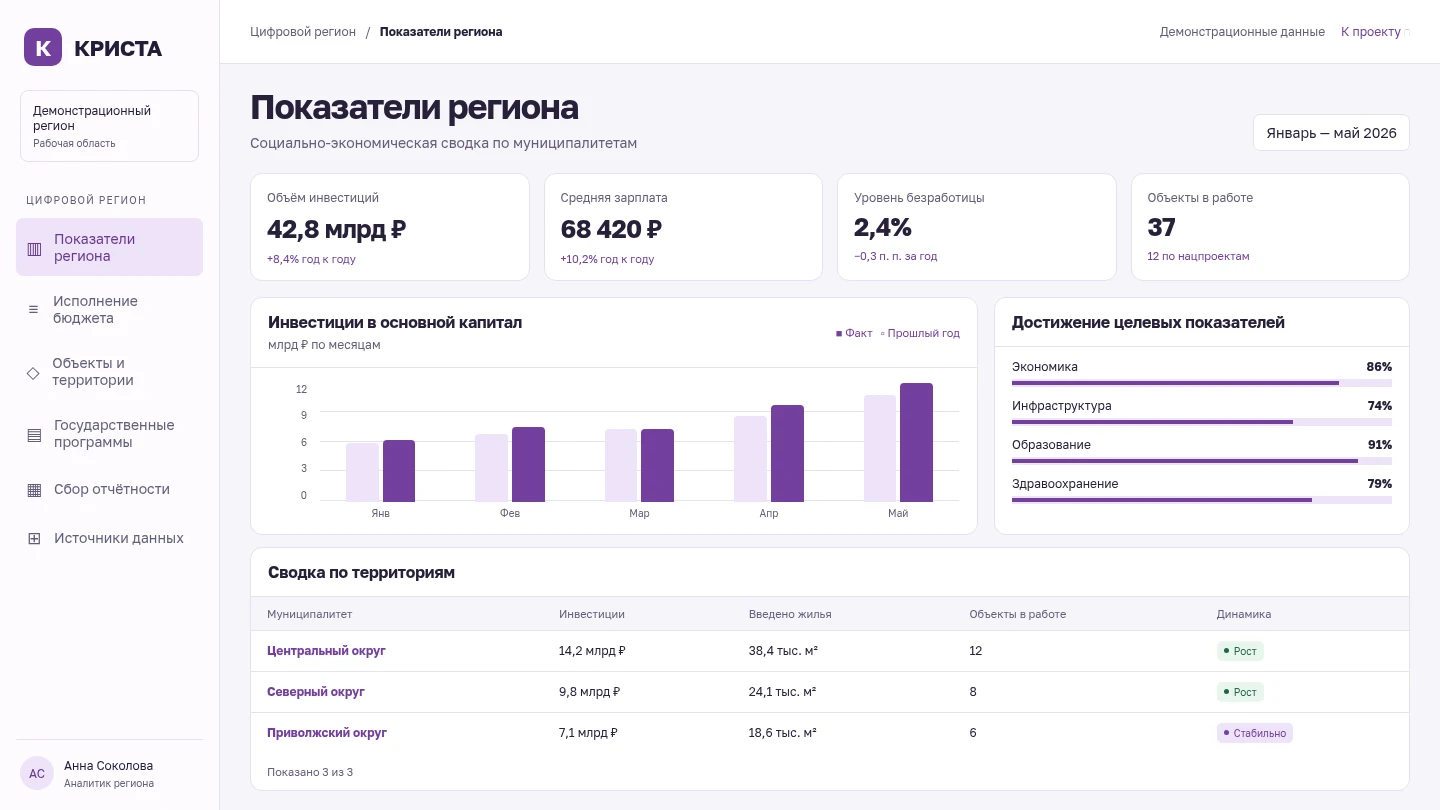 К КРИСТА
Демонстрационный
регион
Рабочая область
ЦИФРОВОЙ РЕГИОН
Показатели
региона
Исполнение
бюджета
Объекты и
территории
Государственные
программы
Сбор отчётности
Источники данных
АС
Анна Соколова
Аналитик региона
Цифровой регион / Показатели региона
Демонстрационные данные
К проекту
Показатели региона
Социально-экономическая сводка по муниципалитетам
Январь — май 2026
Объём инвестиций
42,8 млрд ₽
+8,4% год к году
Средняя зарплата
68 420 ₽
+10,2% год к году
Уровень безработицы
2,4%
−0,3 п. п. за год
Объекты в работе
37
12 по нацпроектам
Инвестиции в основной капитал
млрд ₽ по месяцам
Факт Прошлый год
12
9
6
3
0
Янв Фев Мар Апр Май
Достижение целевых показателей
Экономика 86%
Инфраструктура 74%
Образование 91%
Здравоохранение 79%
Сводка по территориям
Муниципалитет Инвестиции Введено жилья Объекты в работе Динамика
Центральный округ 14,2 млрд ₽ 38,4 тыс. м² 12 Рост
Северный округ 9,8 млрд ₽ 24,1 тыс. м² 8 Рост
Приволжский округ 7,1 млрд ₽ 18,6 тыс. м² 6 Стабильно
Показано 3 из 3